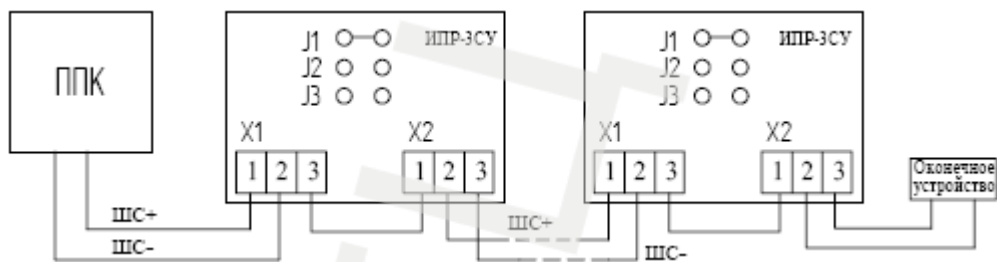 ППК
J1
J2
J3
ИПР-3СУ
X1
X2
1 2 3
1 2 3
J1
J2
J3
ИПР-3СУ
X1
X2
1 2 3
1 2 3
Оконечное
устройство
ШС+
ШС−
ШС+
ШС−